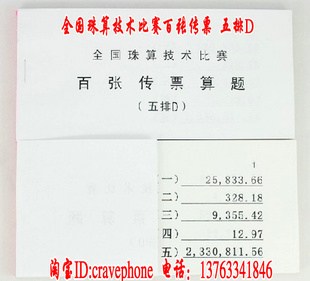 全国珠算技术比赛百张传票 五排D
全国珠算技术比赛
百张传票算题
(五排D)
1
一) 25,833.66
二) 328.18
三) 9,355.42
四) 12.97
五) 2,330,811.56
淘宝ID:cravephone 电话:13763341846